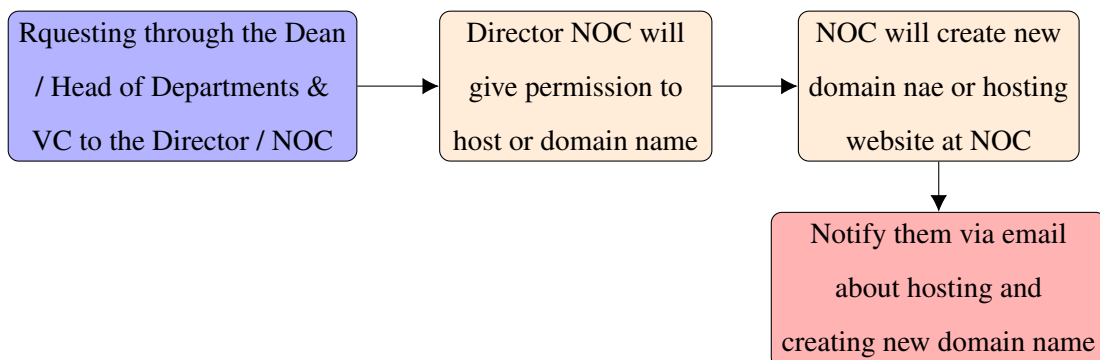 Rquesting through the Dean
/ Head of Departments &
VC to the Director / NOC
Director NOC will
give permission to
host or domain name
NOC will create new
domain nae or hosting
website at NOC
Notify them via email
about hosting and
creating new domain name